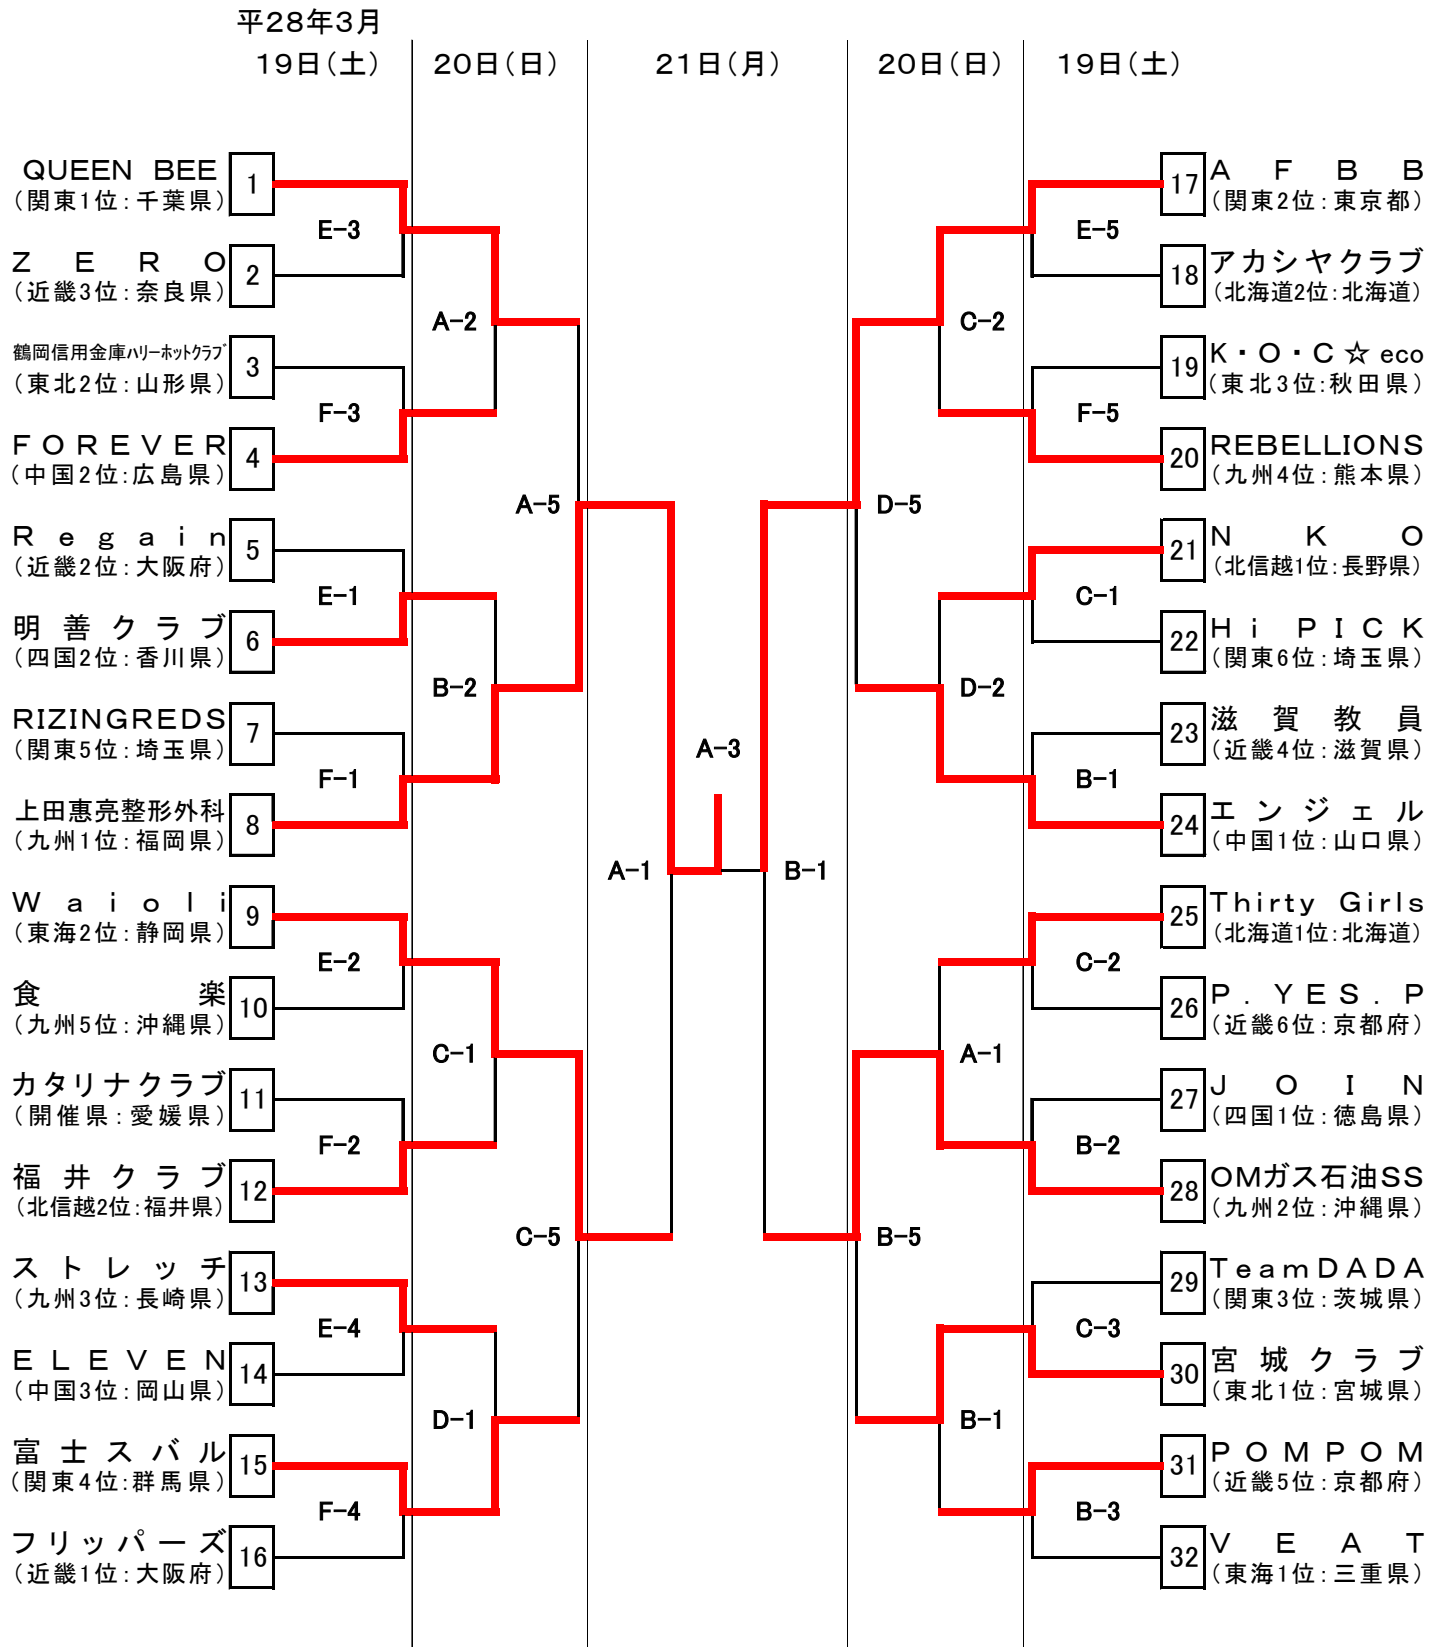 平28年3月
19日(土)
20日(日)
21日(月)
20日(日)
19日(土)
QUEEN BEE
(関東1位:千葉県)
1
ZERO
(近畿3位:奈良県)
2
鶴岡信用金庫ハリーホットクラブ
(東北2位:山形県)
3
FOREVER
(中国2位:広島県)
4
Regain
(近畿2位:大阪府)
5
明善クラブ
(四国2位:香川県)
6
RIZINGREDS
(関東5位:埼玉県)
7
上田惠亮整形外科
(九州1位:福岡県)
8
Waioli
(東海2位:静岡県)
9
食楽
(九州5位:沖縄県)
10
カタリナクラブ
(開催県:愛媛県)
11
福井クラブ
(北信越2位:福井県)
12
ストレッチ
(九州3位:長崎県)
13
ELEVEN
(中国3位:岡山県)
14
富士スバル
(関東4位:群馬県)
15
フリッパーズ
(近畿1位:大阪府)
16
E-3
F-3
E-1
F-1
E-2
F-2
E-4
F-4
A-2
B-2
C-1
D-1
A-5
C-5
A-1
A-3
B-1
D-5
B-5
C-2
D-2
A-1
B-1
E-5
F-5
C-1
B-1
C-2
B-2
C-3
B-3
17
AFBB
(関東2位:東京都)
18
アカシヤクラブ
(北海道2位:北海道)
19
K・O・C☆eco
(東北3位:秋田県)
20
REBELLIONS
(九州4位:熊本県)
21
NKO
(北信越1位:長野県)
22
Hi PICK
(関東6位:埼玉県)
23
滋賀教員
(近畿4位:滋賀県)
24
エンジェル
(中国1位:山口県)
25
Thirty Girls
(北海道1位:北海道)
26
P.YES.P
(近畿6位:京都府)
27
JOIN
(四国1位:徳島県)
28
OMガス石油SS
(九州2位:沖縄県)
29
TeamDADA
(関東3位:茨城県)
30
宮城クラブ
(東北1位:宮城県)
31
POMPOM
(近畿5位:京都府)
32
VEAT
(東海1位:三重県)